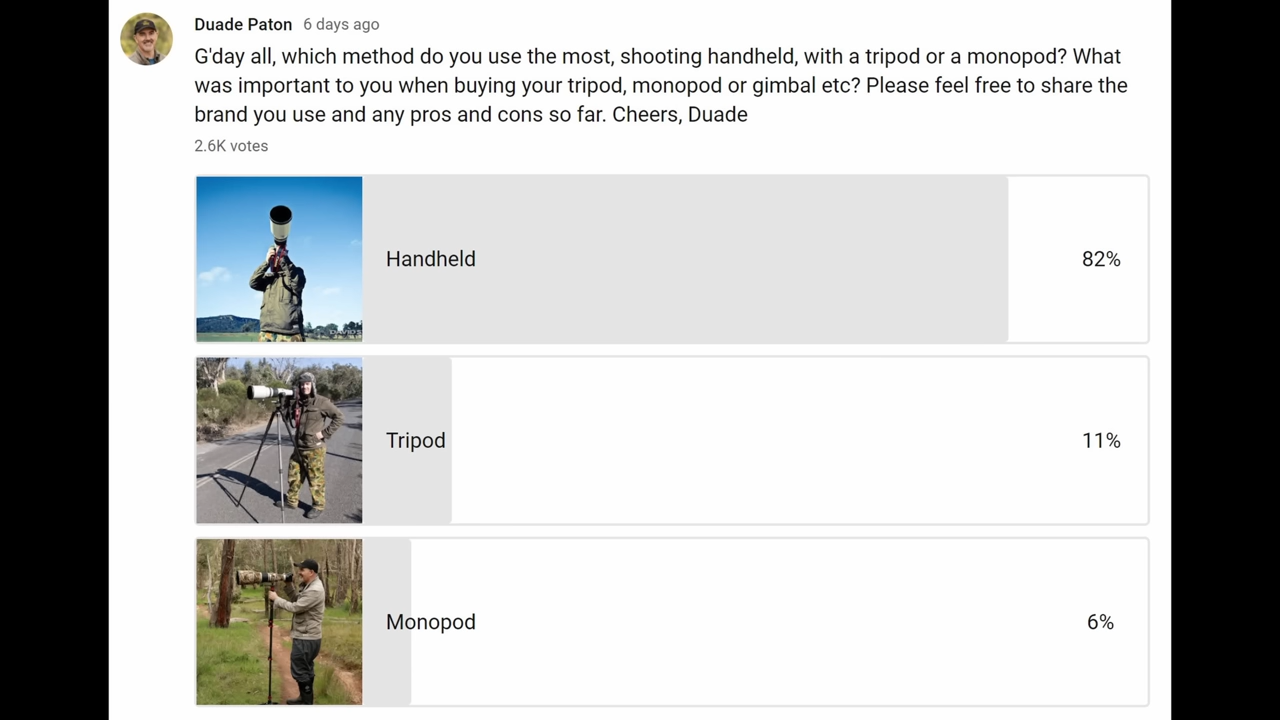 Duade Paton 6 days ago
G'day all, which method do you use the most, shooting handheld, with a tripod or a monopod? What
was important to you when buying your tripod, monopod or gimbal etc? Please feel free to share the
brand you use and any pros and cons so far. Cheers, Duade
2.6K votes
Handheld 82%
Tripod 11%
Monopod 6%